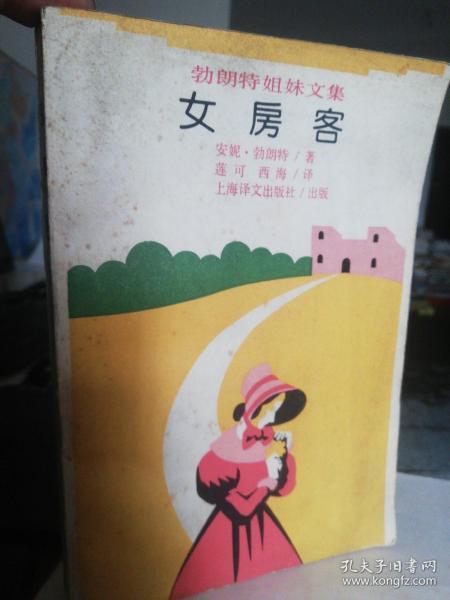 勃朗特姐妹文集
女房客
安妮·勃朗特/著
莲可 西海/译
上海译文出版社/出版
孔夫子旧书网
www.kongfz.com